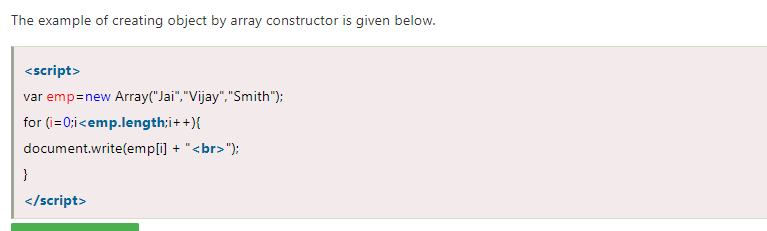 The example of creating object by array constructor is given below.
<script>
var emp=new Array("Jai","Vijay","Smith");
for (i=0;i<emp.length;i++){
document.write(emp[i] + "<br>");
}
</script>